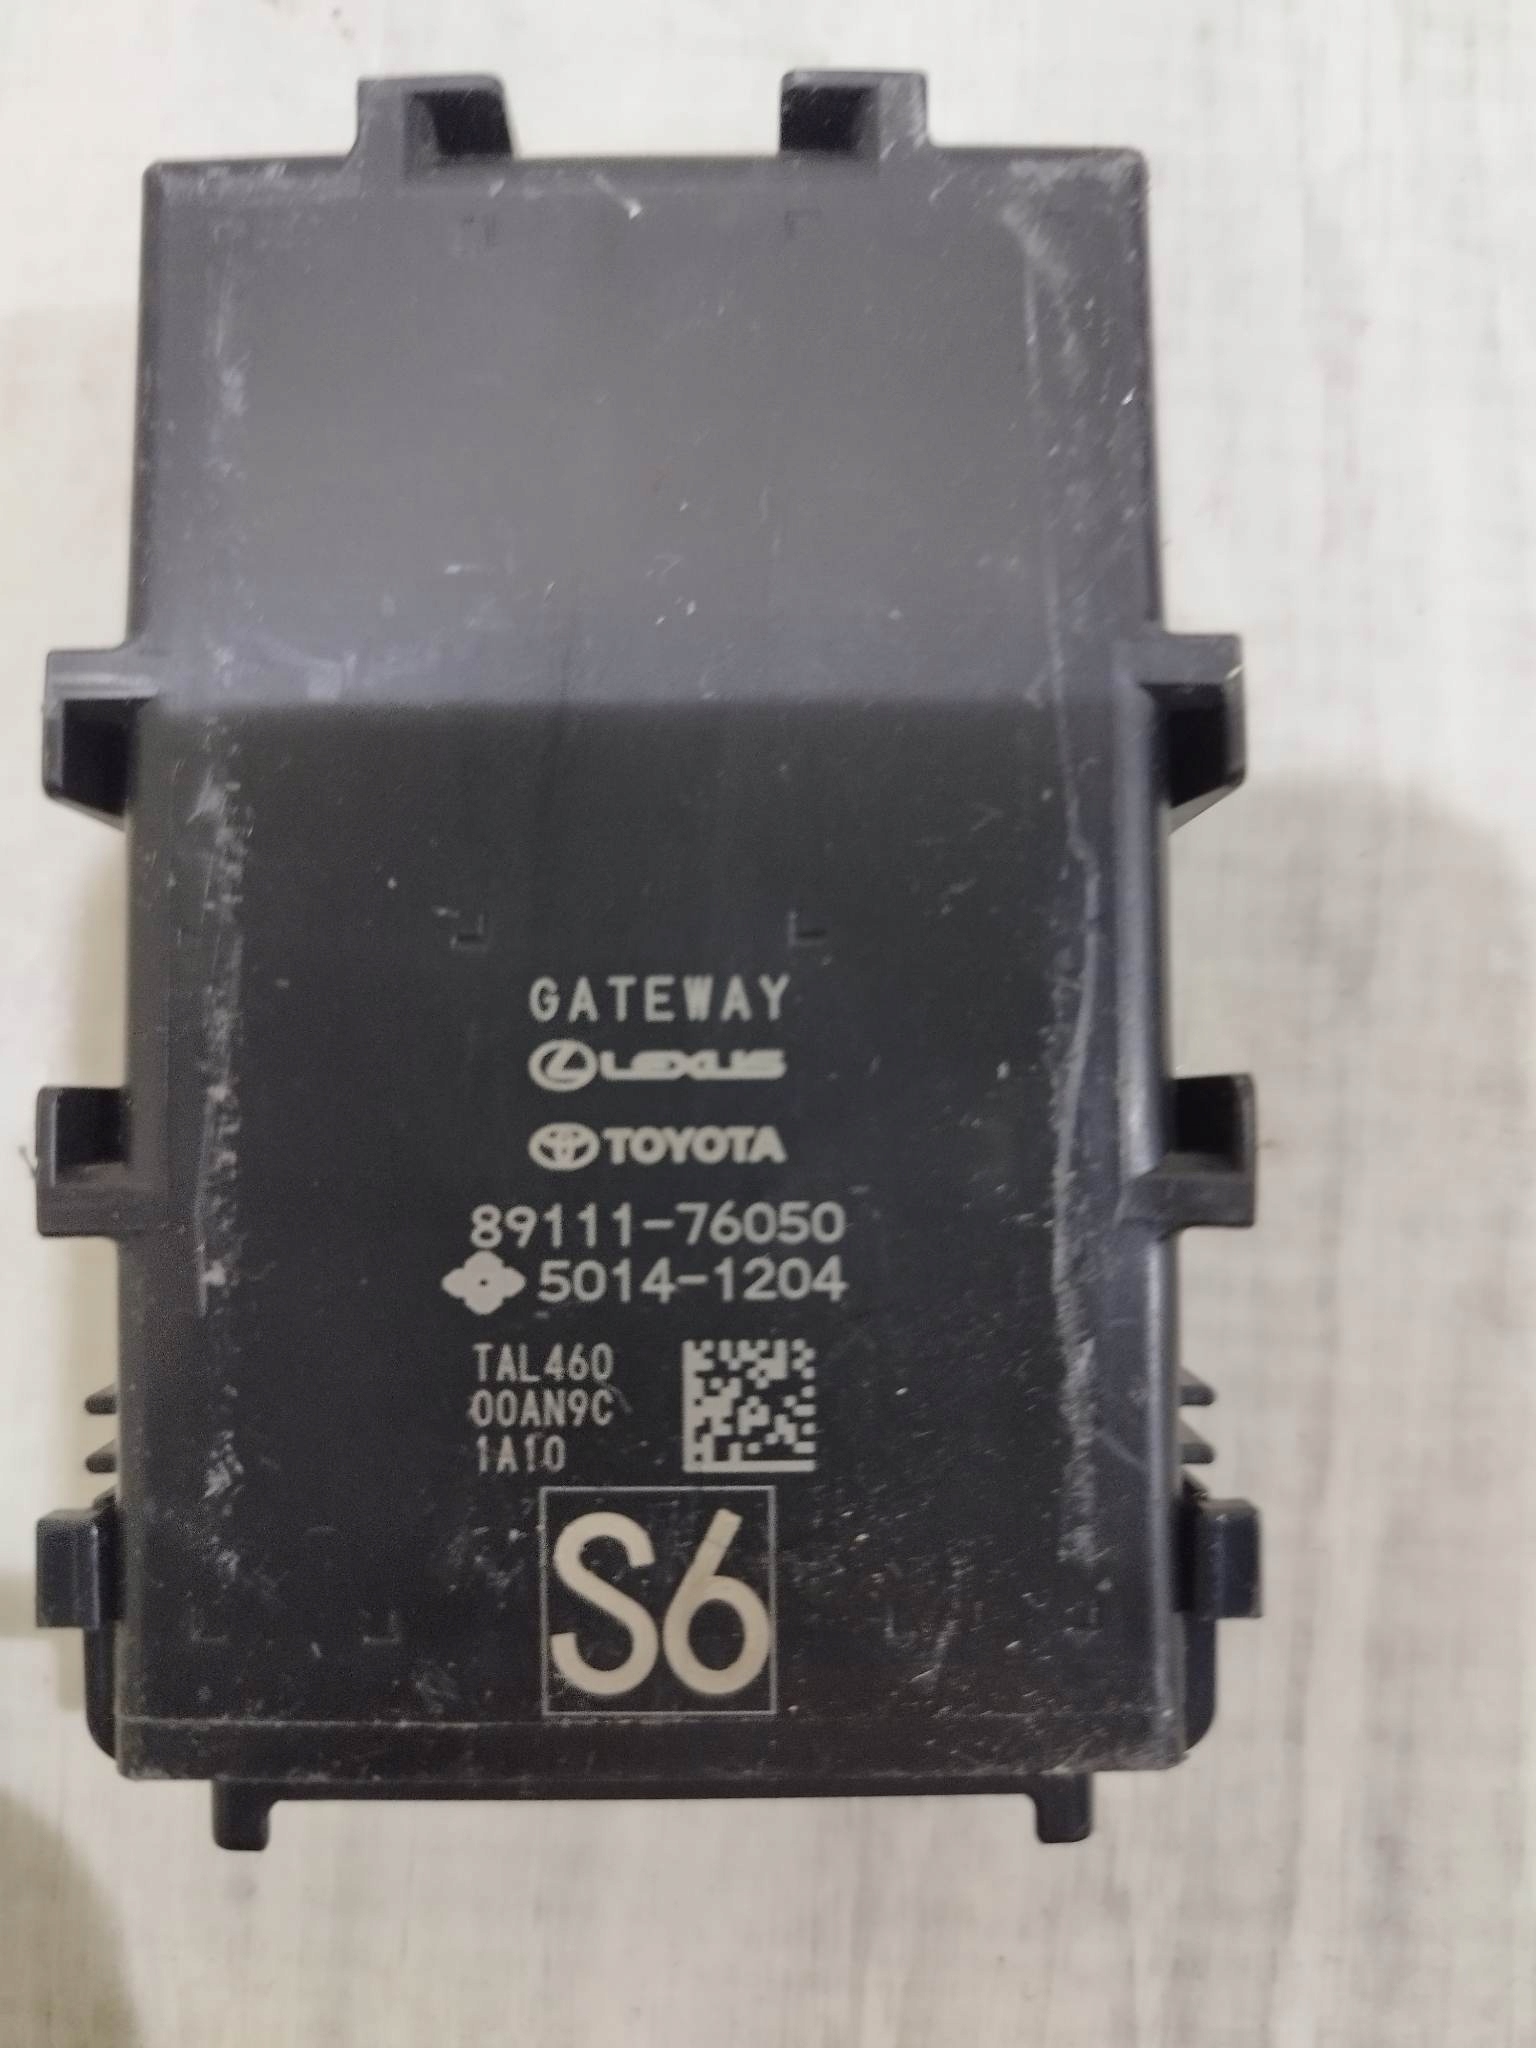 GATEWAY
LEXUS
TOYOTA
89111-76050
5014-1204
TAL460
00AN9C
1A10
S6